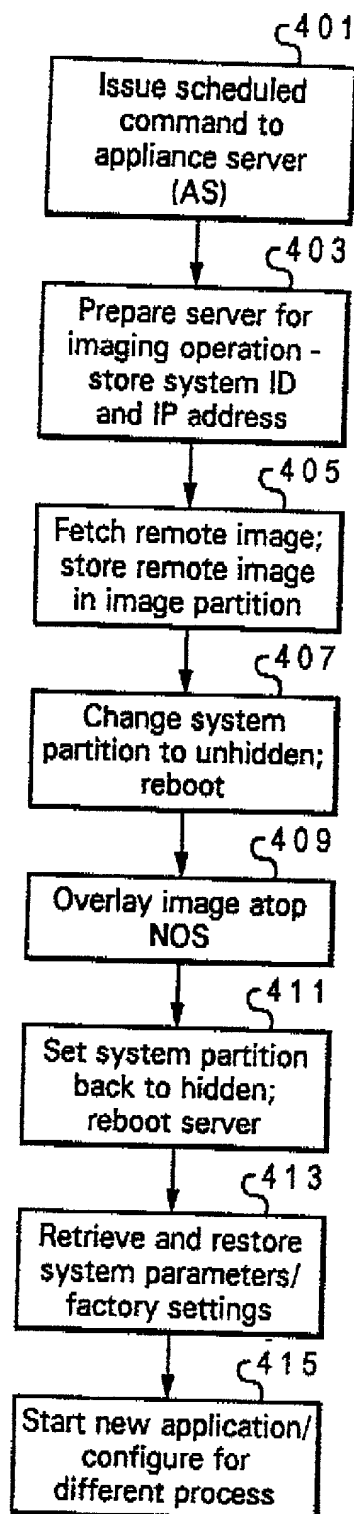 401
Issue scheduled
command to
appliance server
(AS)
403
Prepare server for
imaging operation -
store system ID
and IP address
405
Fetch remote image;
store remote image
in image partition
407
Change system
partition to unhidden;
reboot
409
Overlay image atop
NOS
411
Set system partition
back to hidden;
reboot server
413
Retrieve and restore
system parameters/
factory settings
415
Start new application/
configure for
different process